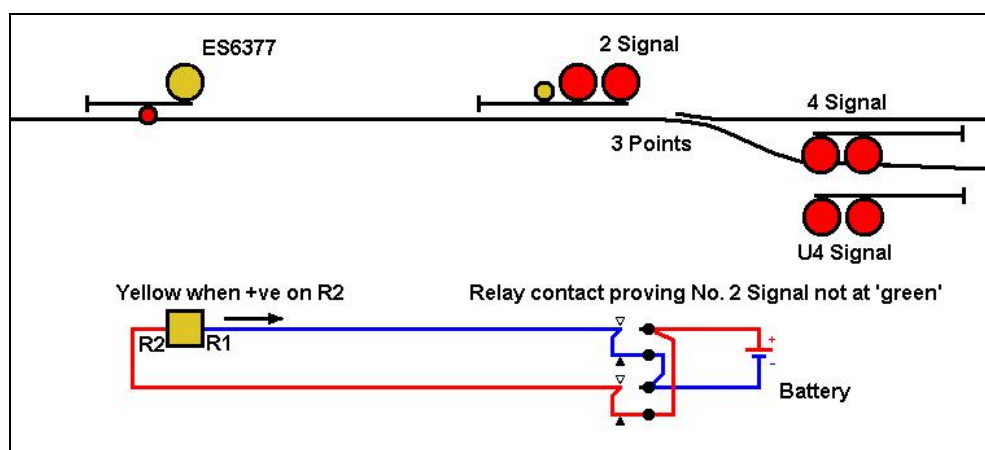 ES6377
2 Signal
4 Signal
3 Points
U4 Signal
Yellow when +ve on R2
Relay contact proving No. 2 Signal not at 'green'
R2
R1
+
-
Battery